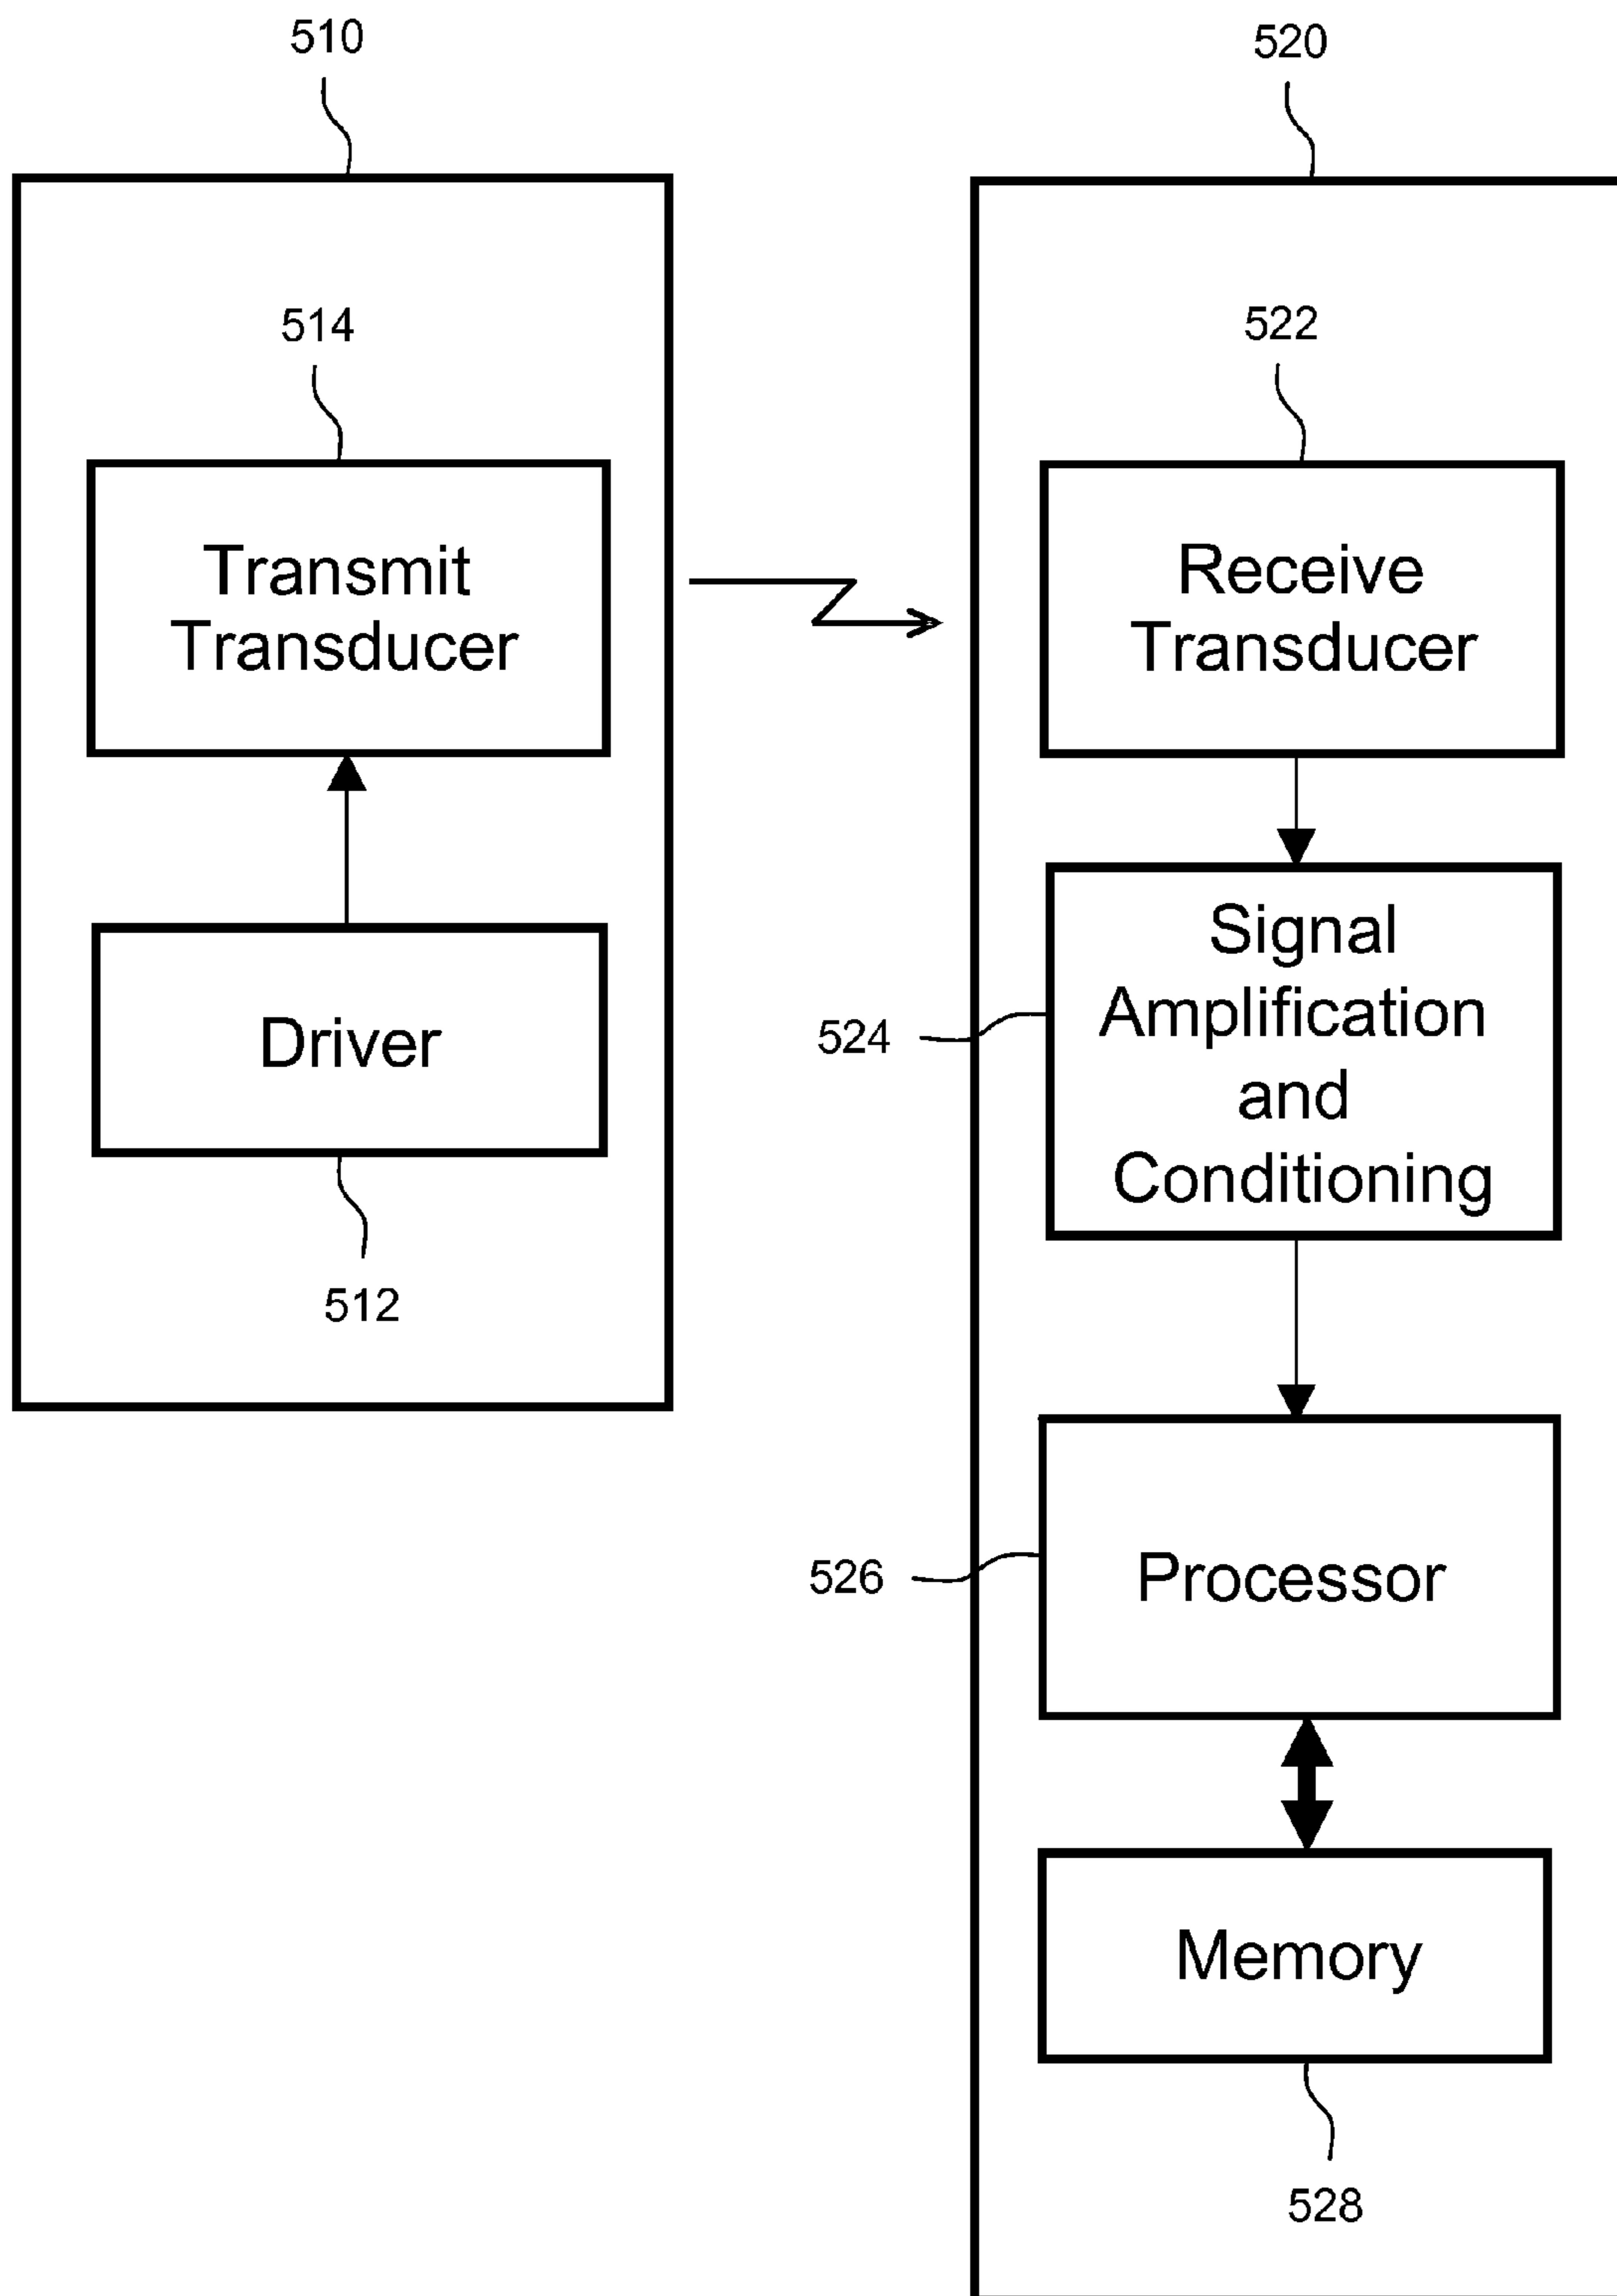 510
520
514
522
Transmit
Transducer
Receive
Transducer
Driver
512
524
Signal
Amplification
and
Conditioning
526
Processor
Memory
528